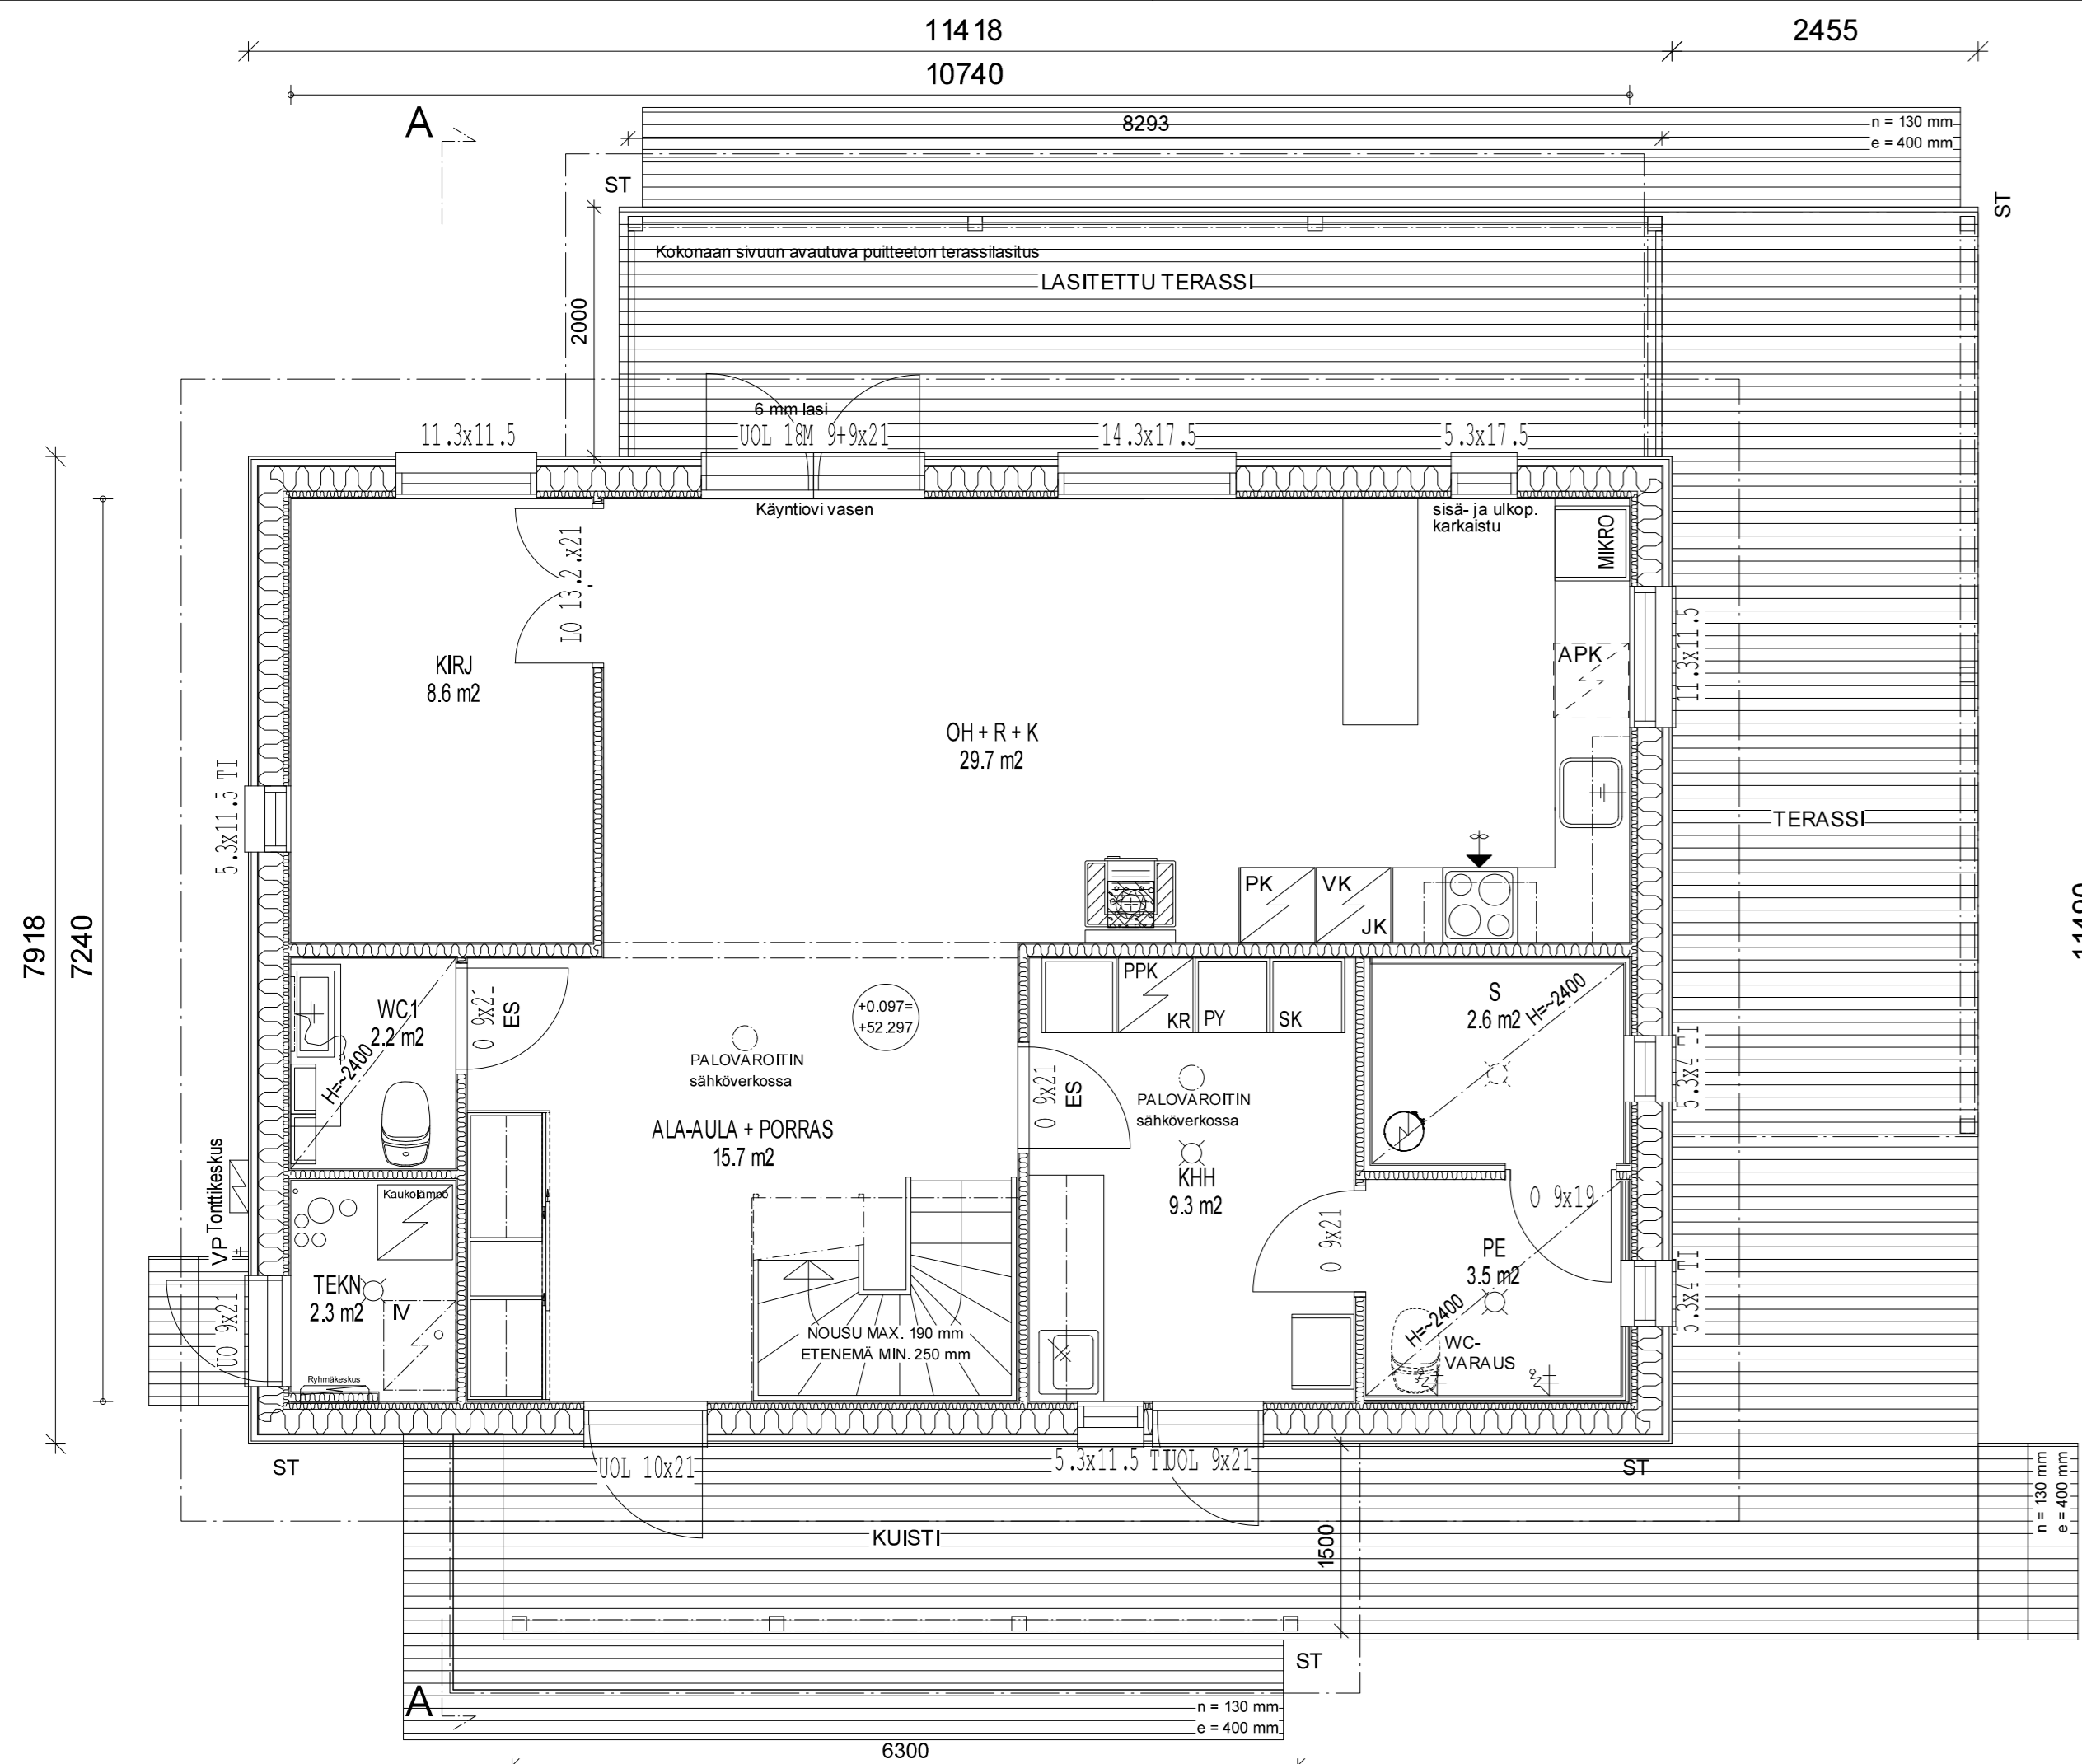 11418
2455
10740
A
8293
n = 130 mm
e = 400 mm
ST
ST
Kokonaan sivuun avautuva puitteeton terassilasitus
LASITETTU TERASSI
2000
6 mm lasi
11.3x11.5
UOL 18M 9+9x21
14.3x17.5
5.3x17.5
Käyntiovi vasen
sisä- ja ulkop.
karkaistu
MIKRO
LO 13.2.x21
KIRJ
8.6 m2
APK
11.3x11.5
OH + R + K
29.7 m2
5.3x11.5 TI
TERASSI
PK
VK
JK
7918
7240
WC1
2.2 m2
H=~2400
O 9x21
ES
+0.097=
+52.297
PALOVAROITIN
sähköverkossa
PPK
KR
PY
SK
S
2.6 m2
H=~2400
5.3x4 TI
O 9x21
ES
PALOVAROITIN
sähköverkossa
ALA-AULA + PORRAS
15.7 m2
KHH
9.3 m2
VP Tonttikeskus
Kaukolämpö
O 9x19
O 9x21
PE
3.5 m2
5.3x4 TI
TEKN
2.3 m2
IV
UO 9x21
H=~2400
WC-
VARAUS
NOUSU MAX. 190 mm
ETENEMÄ MIN. 250 mm
Ryhmäkeskus
ST
UOL 10x21
5.3x11.5 TI
UOL 9x21
ST
n = 130 mm
e = 400 mm
KUISTI
1500
ST
A
n = 130 mm
e = 400 mm
6300